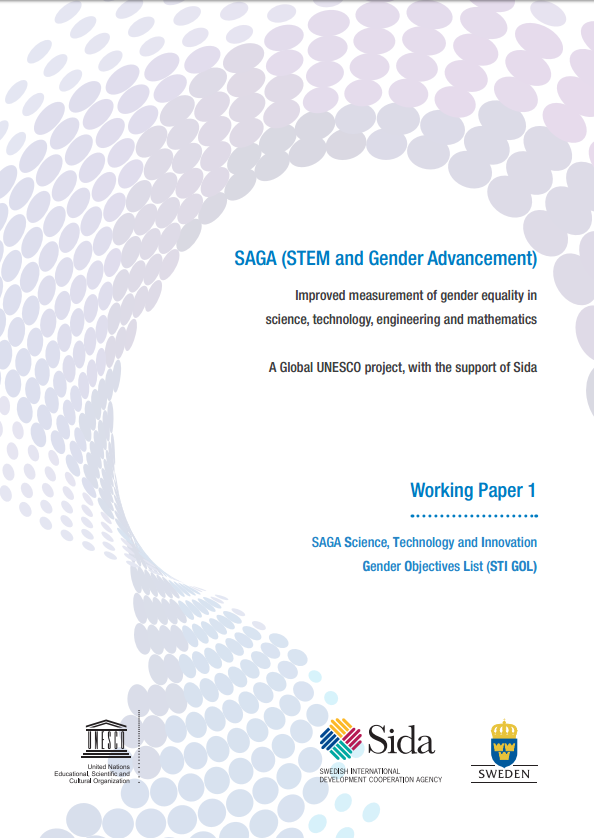 SAGA (STEM and Gender Advancement)
Improved measurement of gender equality in
science, technology, engineering and mathematics
A Global UNESCO project, with the support of Sida
Working Paper 1
SAGA Science, Technology and Innovation
Gender Objectives List (STI GOL)
UNESCO
United Nations
Educational, Scientific and
Cultural Organization
Sida
SWEDISH INTERNATIONAL
DEVELOPMENT COOPERATION AGENCY
SWEDEN